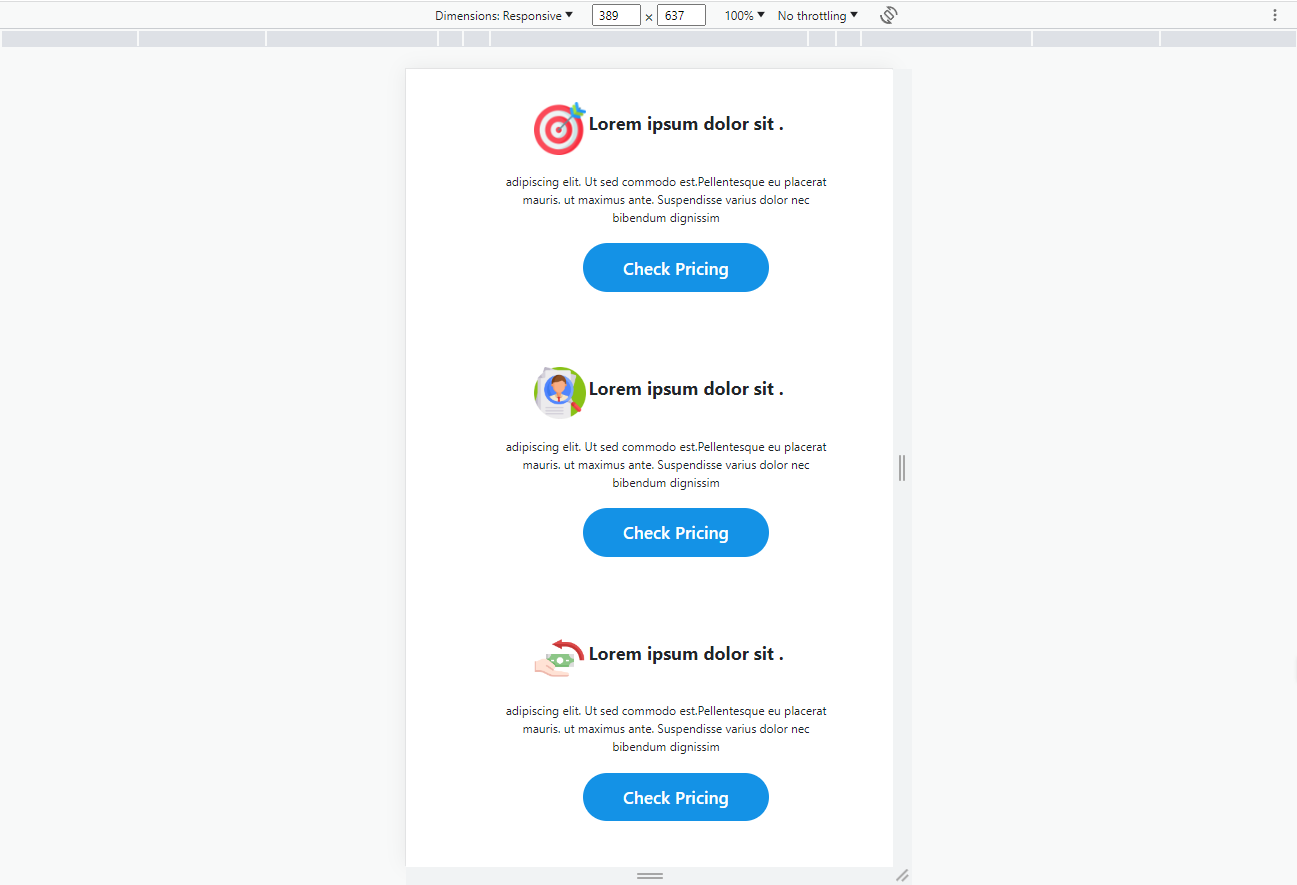 Dimensions: Responsive 389 × 637 100% No throttling
Lorem ipsum dolor sit .
adipiscing elit. Ut sed commodo est.Pellentesque eu placerat
mauris. ut maximus ante. Suspendisse varius dolor nec
bibendum dignissim
Check Pricing
Lorem ipsum dolor sit .
adipiscing elit. Ut sed commodo est.Pellentesque eu placerat
mauris. ut maximus ante. Suspendisse varius dolor nec
bibendum dignissim
Check Pricing
Lorem ipsum dolor sit .
adipiscing elit. Ut sed commodo est.Pellentesque eu placerat
mauris. ut maximus ante. Suspendisse varius dolor nec
bibendum dignissim
Check Pricing